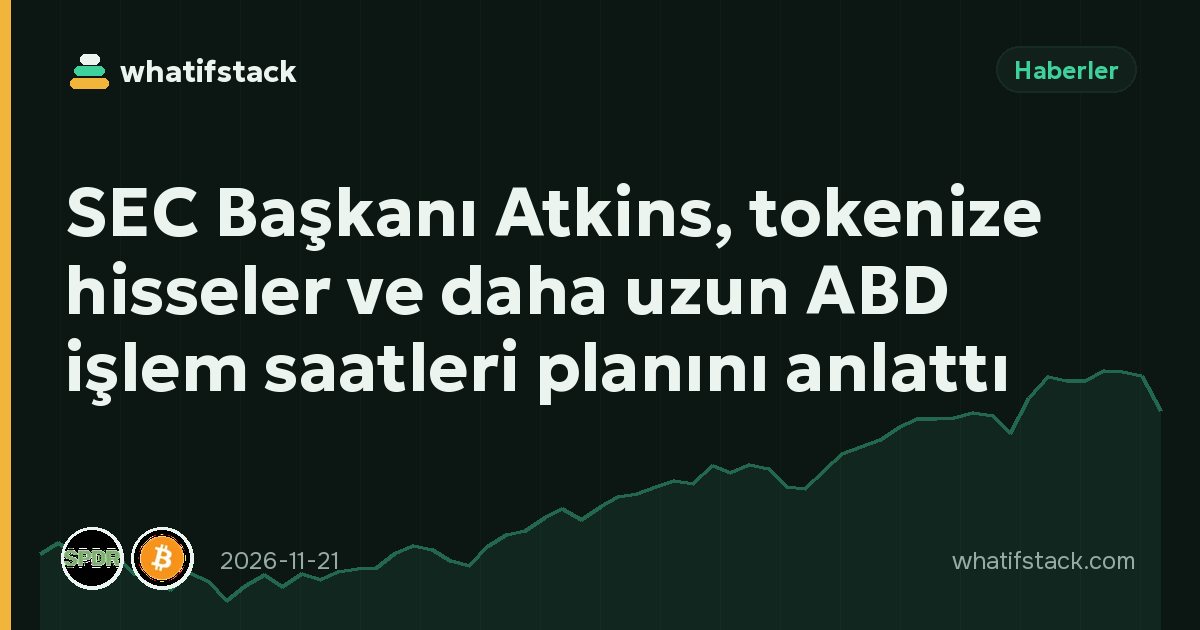 whatifstack
Haberler
SEC Başkanı Atkins, tokenize
hisseler ve daha uzun ABD
işlem saatleri planını anlattı
SPDR
2026-11-21
whatifstack.com